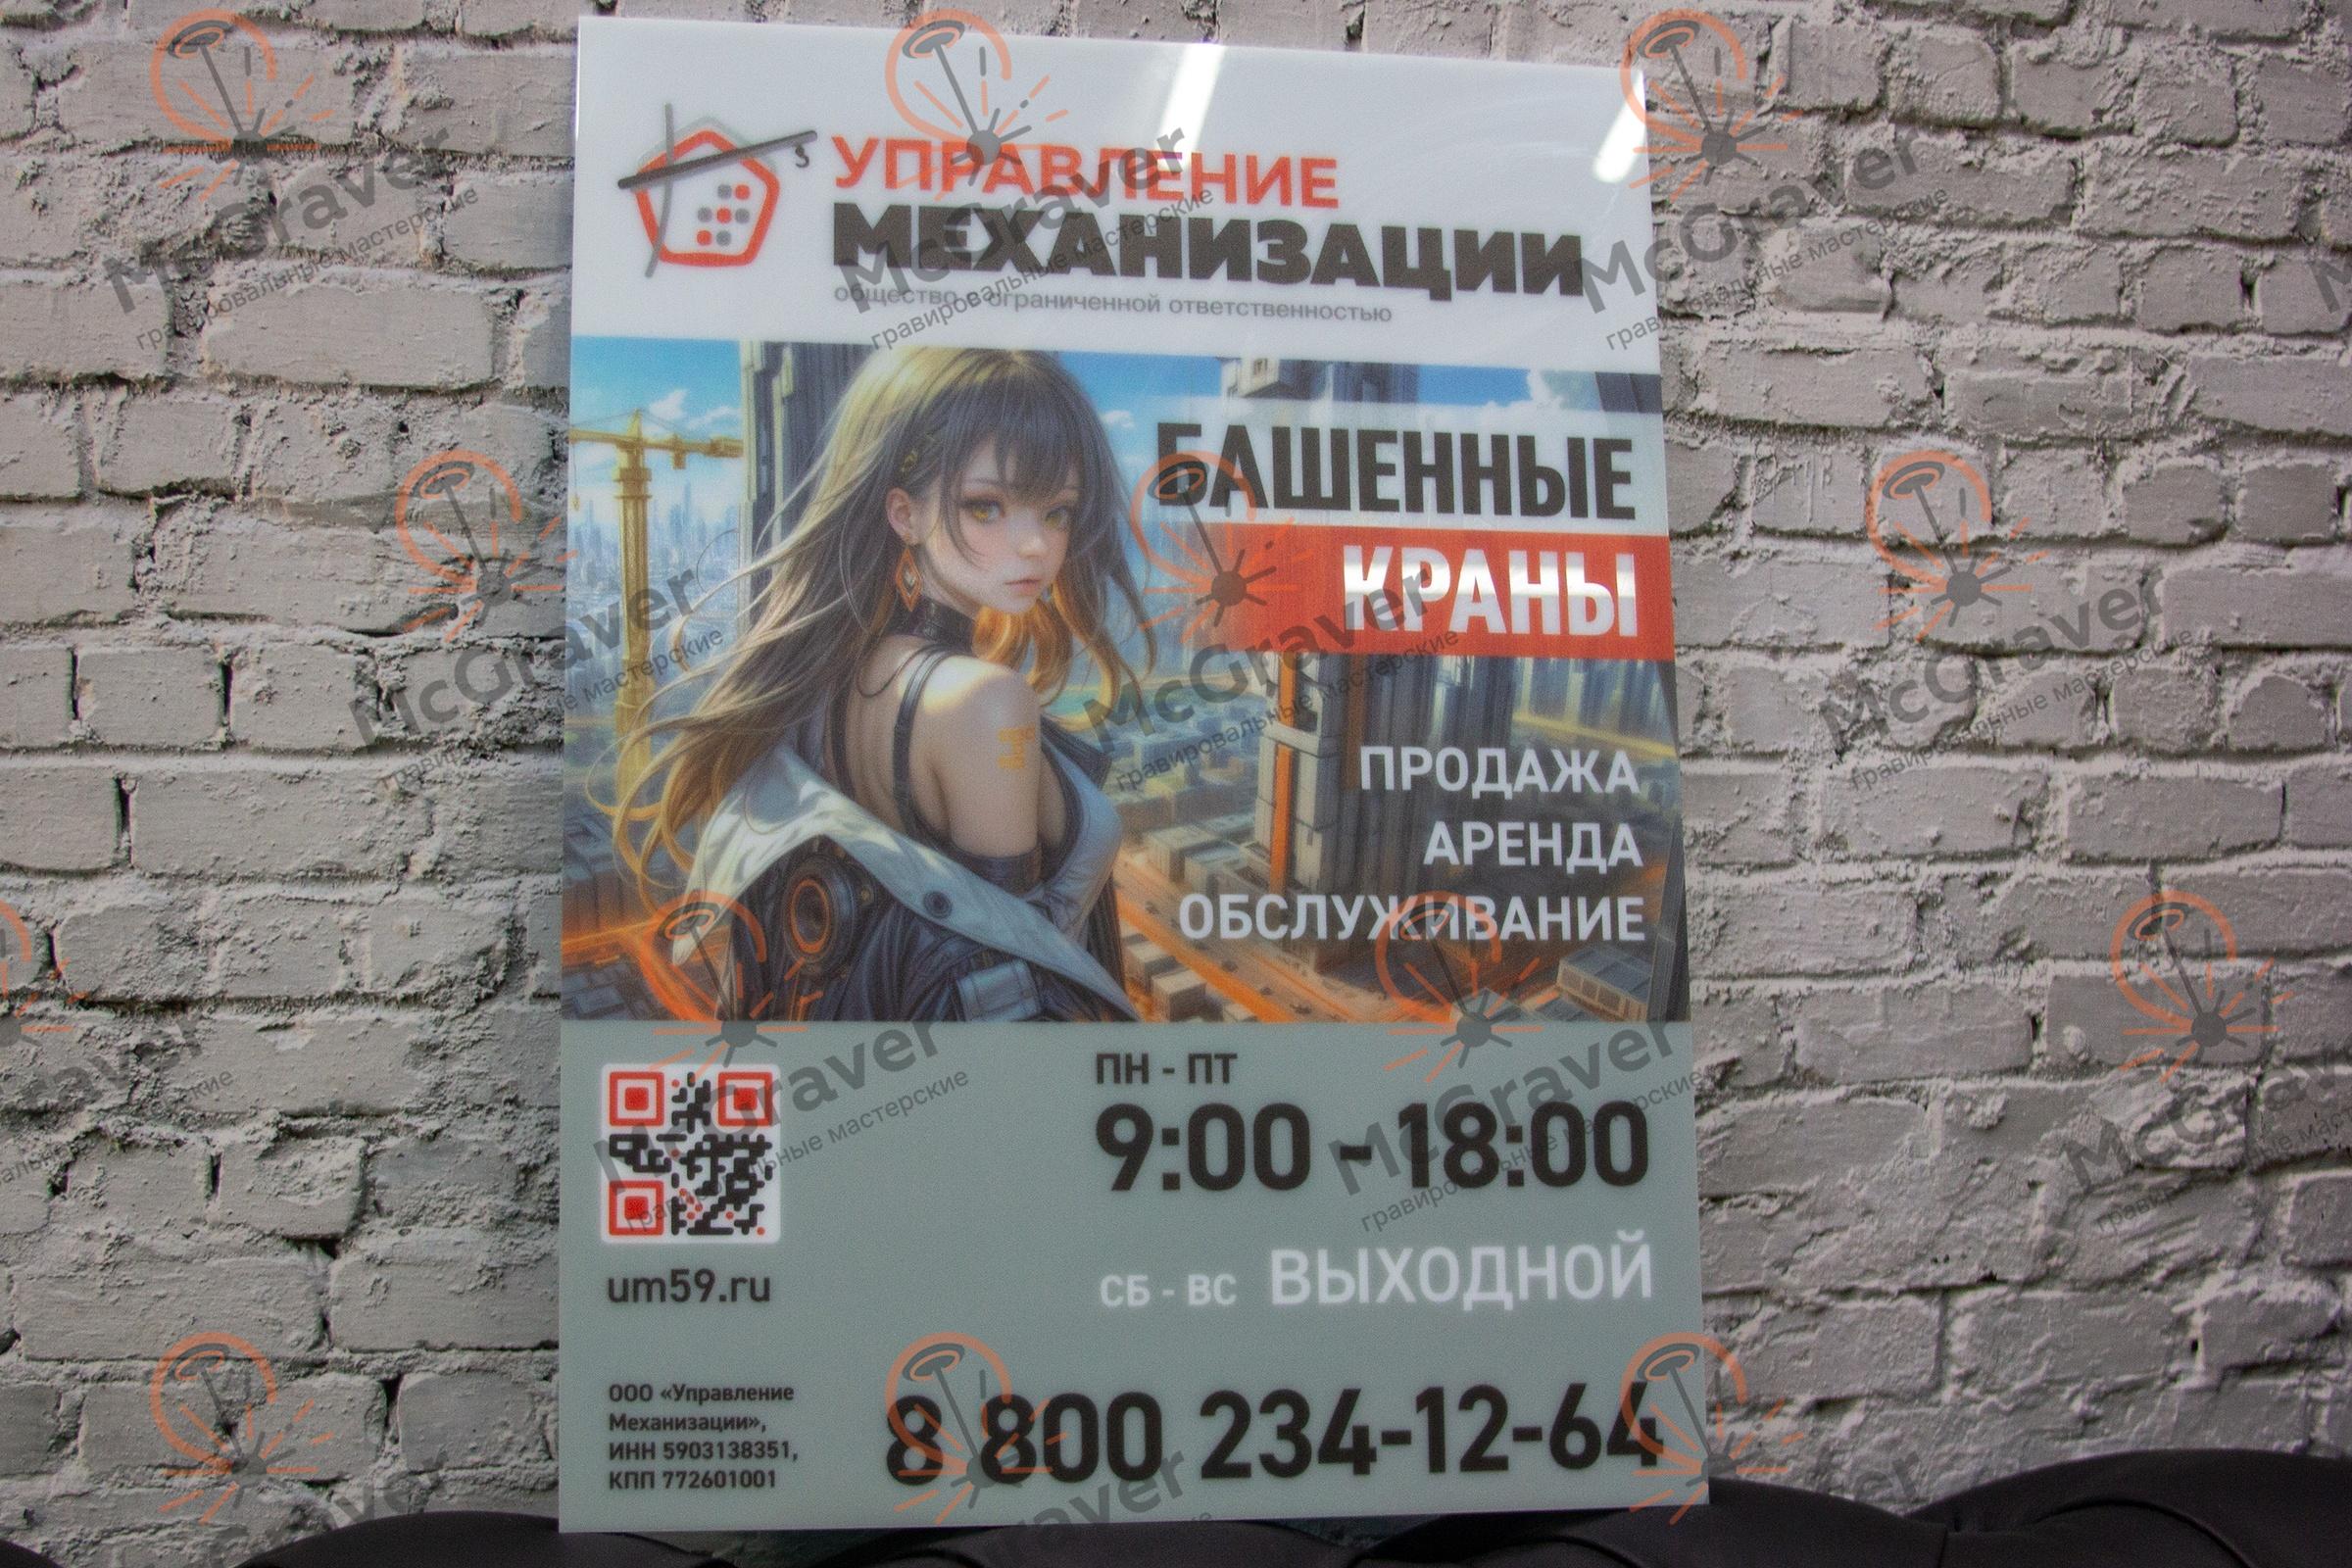 УПРАВЛЕНИЕ
МЕХАНИЗАЦИИ
общество с ограниченной ответственностью
БАШЕННЫЕ
КРАНЫ
ПРОДАЖА
АРЕНДА
ОБСЛУЖИВАНИЕ
ПН - ПТ
9:00 - 18:00
СБ - ВС ВЫХОДНОЙ
um59.ru
ООО «Управление
Механизации»,
ИНН 5903138351,
КПП 772601001
8 800 234-12-64
McGraver
гравировальные мастерские